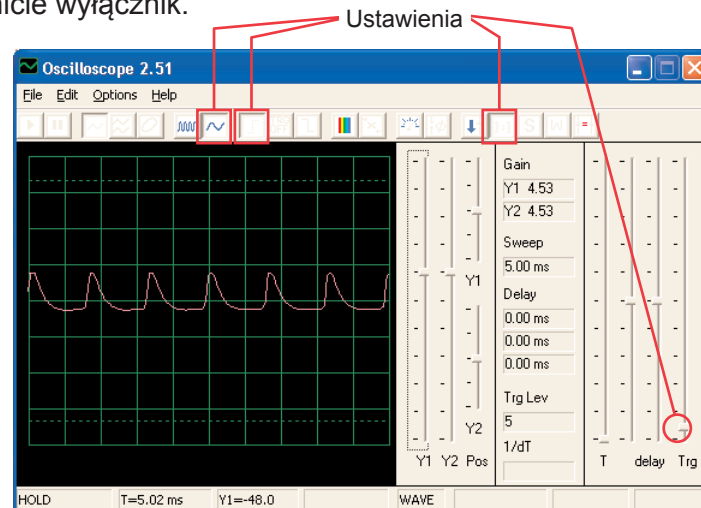 wyłącznik.
Ustawienia
Oscilloscope 2.51
File Edit Options Help
Gain
Y1 4.53
Y2 4.53
Sweep
5.00 ms
Y1
Delay
0.00 ms
0.00 ms
0.00 ms
Trg Lev
5
Y2
1/dT
Y1 Y2 Pos
T delay Trg
HOLD T=5.02 ms Y1=-48.0 WAVE